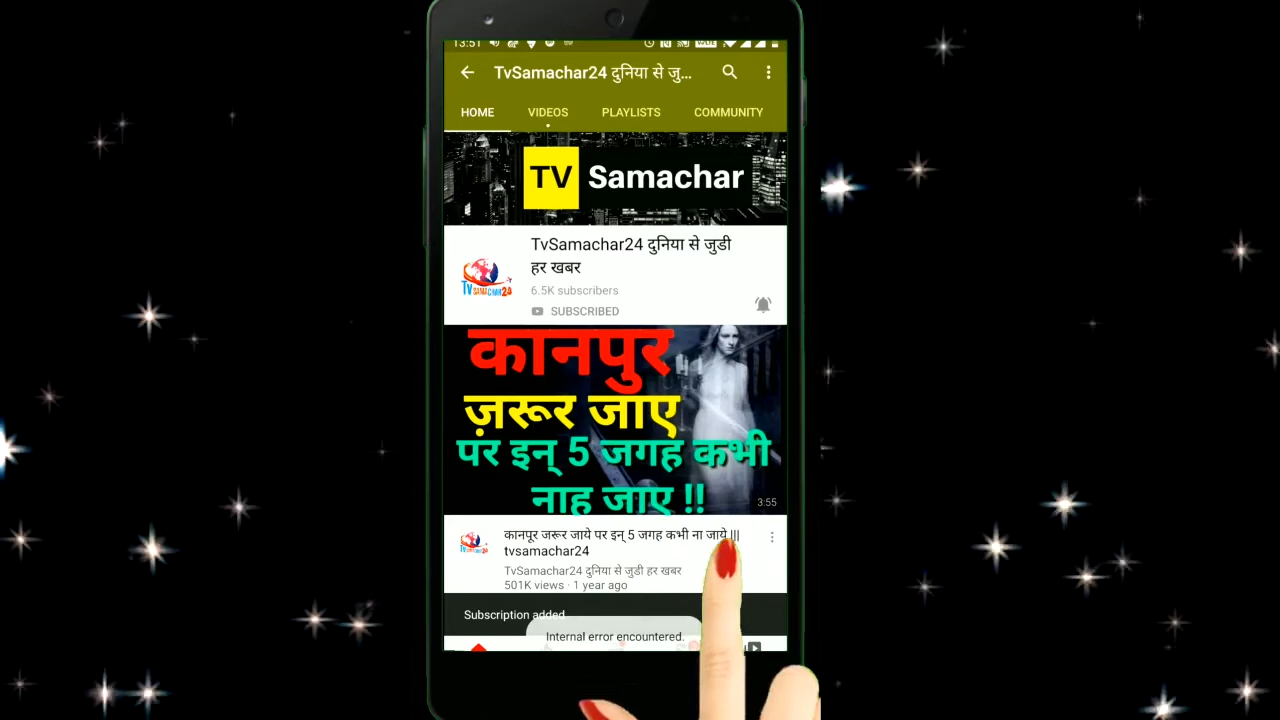 13:51
TvSamachar24 दुनिया से जु...
HOME VIDEOS PLAYLISTS COMMUNITY
TV Samachar
TvSamachar24 दुनिया से जुडी
हर खबर
6.5K subscribers
SUBSCRIBED
TV SAMACHAR24
कानपुर
ज़रूर जाए
पर इन् 5 जगह कभी
नाह जाए !!
3:55
कानपूर जरूर जाये पर इन् 5 जगह कभी ना जाये |||
tvsamachar24
TvSamachar24 दुनिया से जुडी हर खबर
501K views · 1 year ago
Subscription added
Internal error encountered.